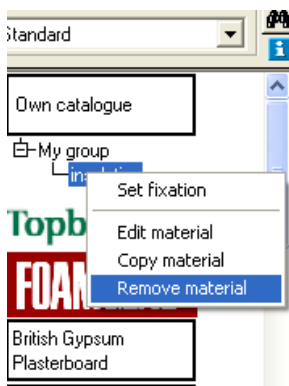 Standard
Own catalogue
My group
Set fixation
Topb
Edit material
FOAM
Copy material
Remove material
British Gypsum
Plasterboard